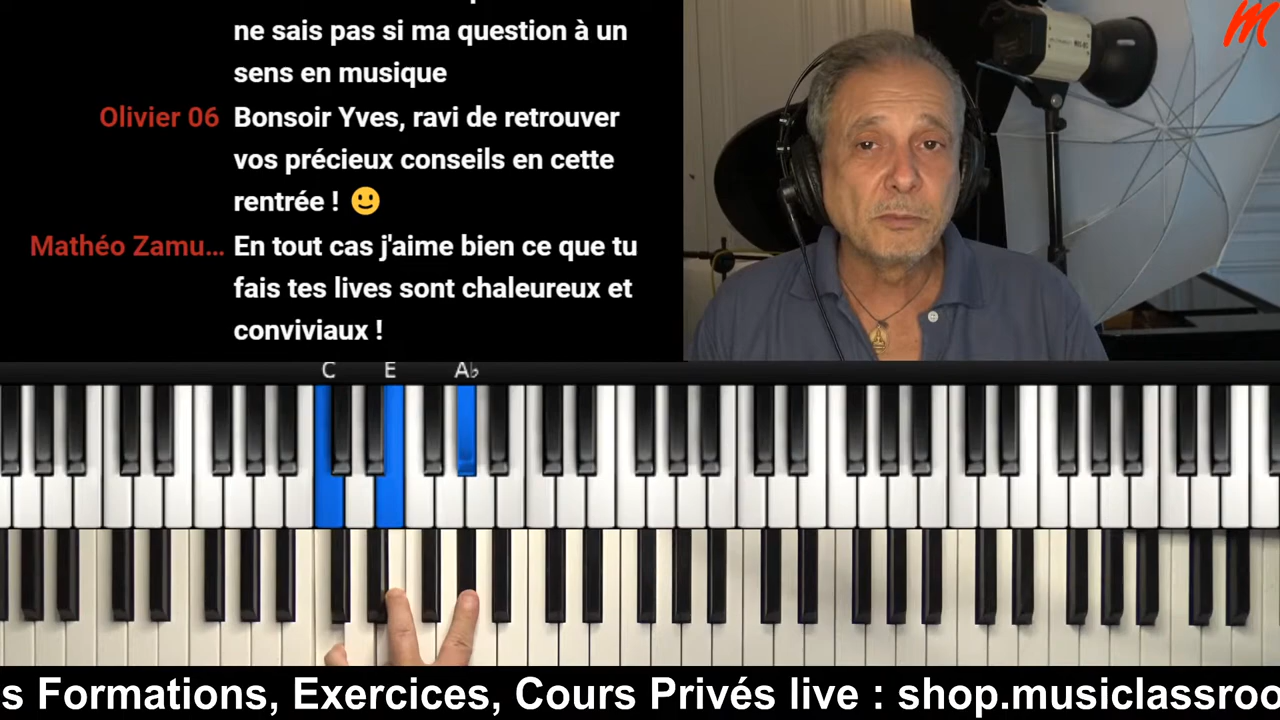 ne sais pas si ma question à un
sens en musique
Olivier 06 Bonsoir Yves, ravi de retrouver
vos précieux conseils en cette
rentrée ! 🙂
Mathéo Zamu... En tout cas j'aime bien ce que tu
fais tes lives sont chaleureux et
conviviaux !
C E A♭
s Formations, Exercices, Cours Privés live : shop.musiclassroo